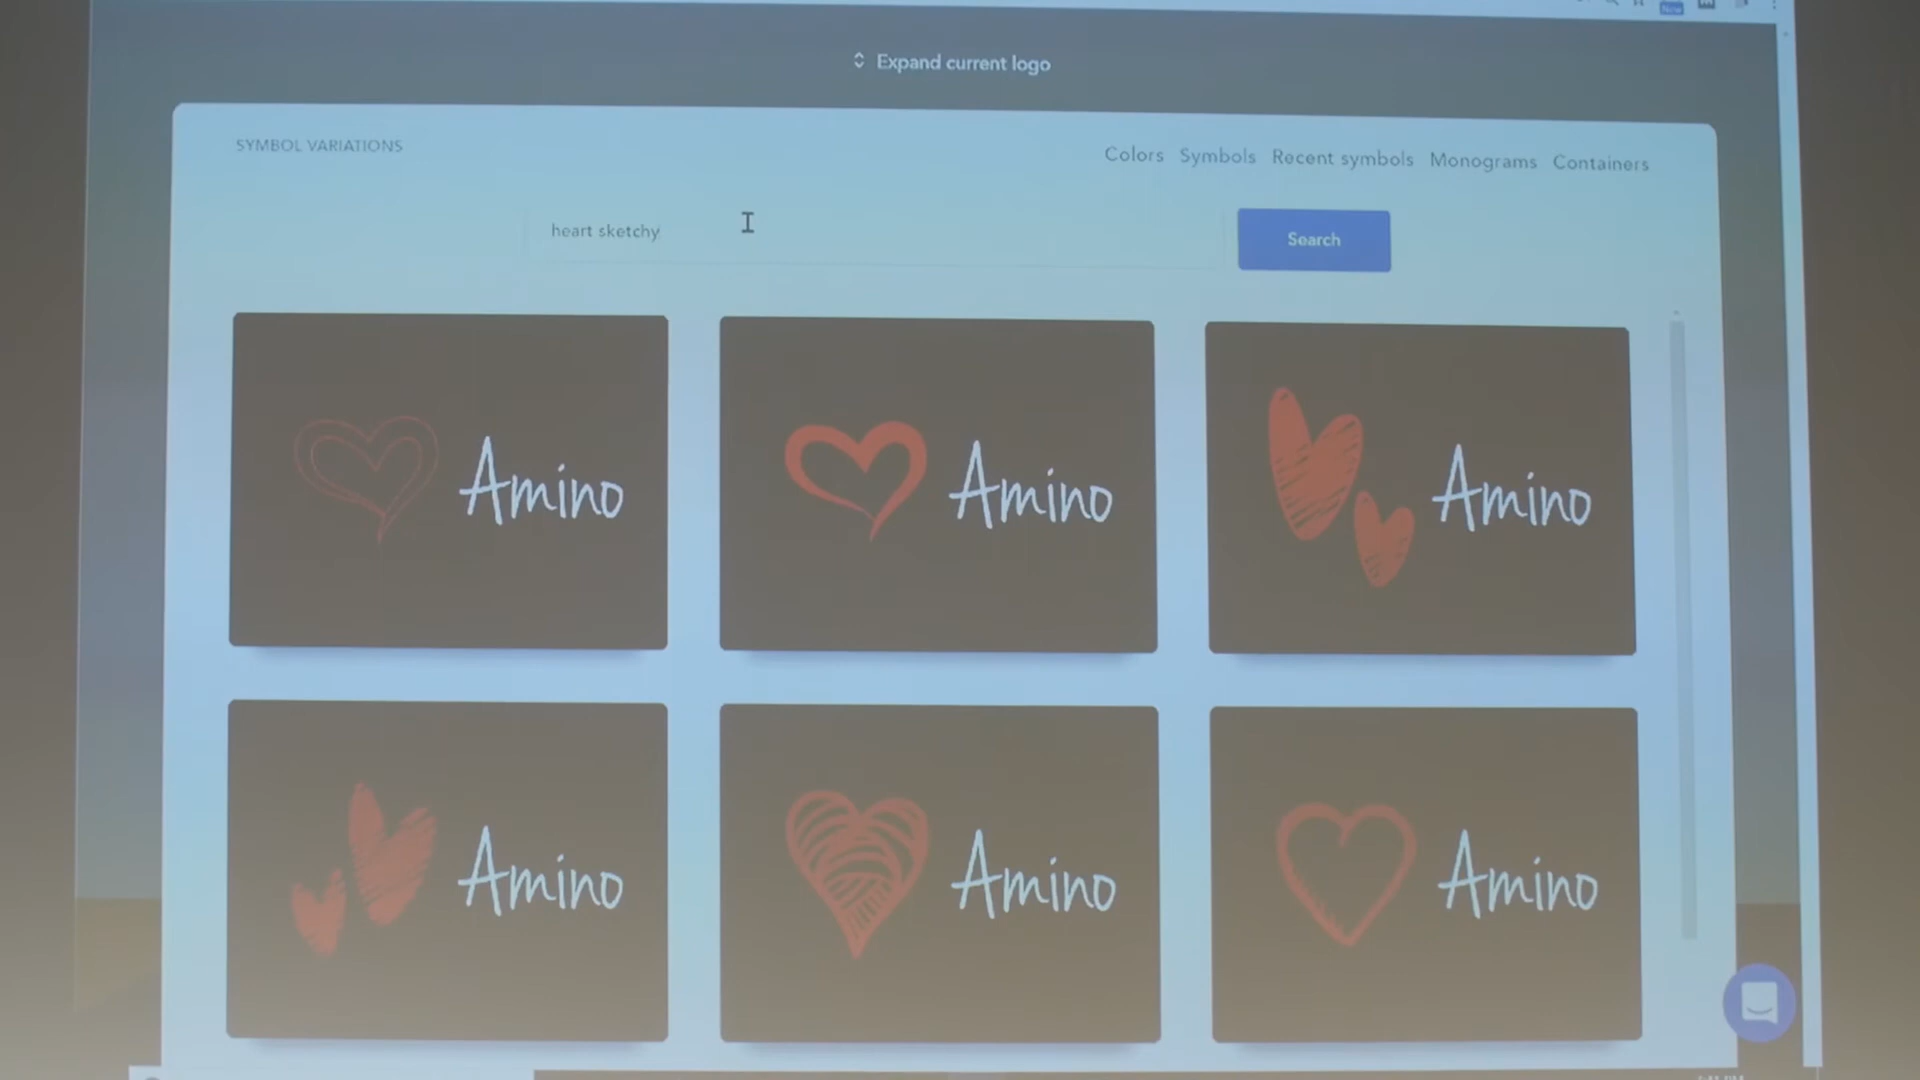 New
Expand current logo
SYMBOL VARIATIONS
Colors Symbols Recent symbols Monograms Containers
heart sketchy
Search
Amino
Amino
Amino
Amino
Amino
Amino